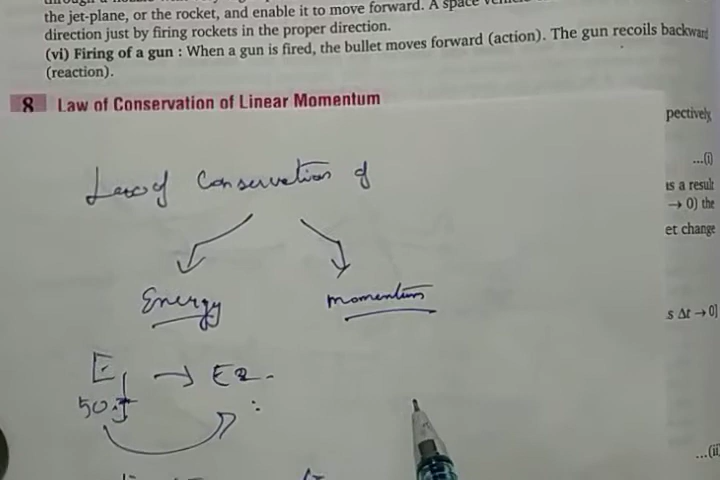 the jet-plane, or the rocket, and enable it to move forward. A space
direction just by firing rockets in the proper direction.
(vi) Firing of a gun : When a gun is fired, the bullet moves forward (action). The gun recoils backward
(reaction).
8 Law of Conservation of Linear Momentum
pectively,
...(i)
Law of Conservation of
as a result
→ 0) the
et change
Energy
momentum
s Δt → 0]
E1 → E2
50 J
...(ii